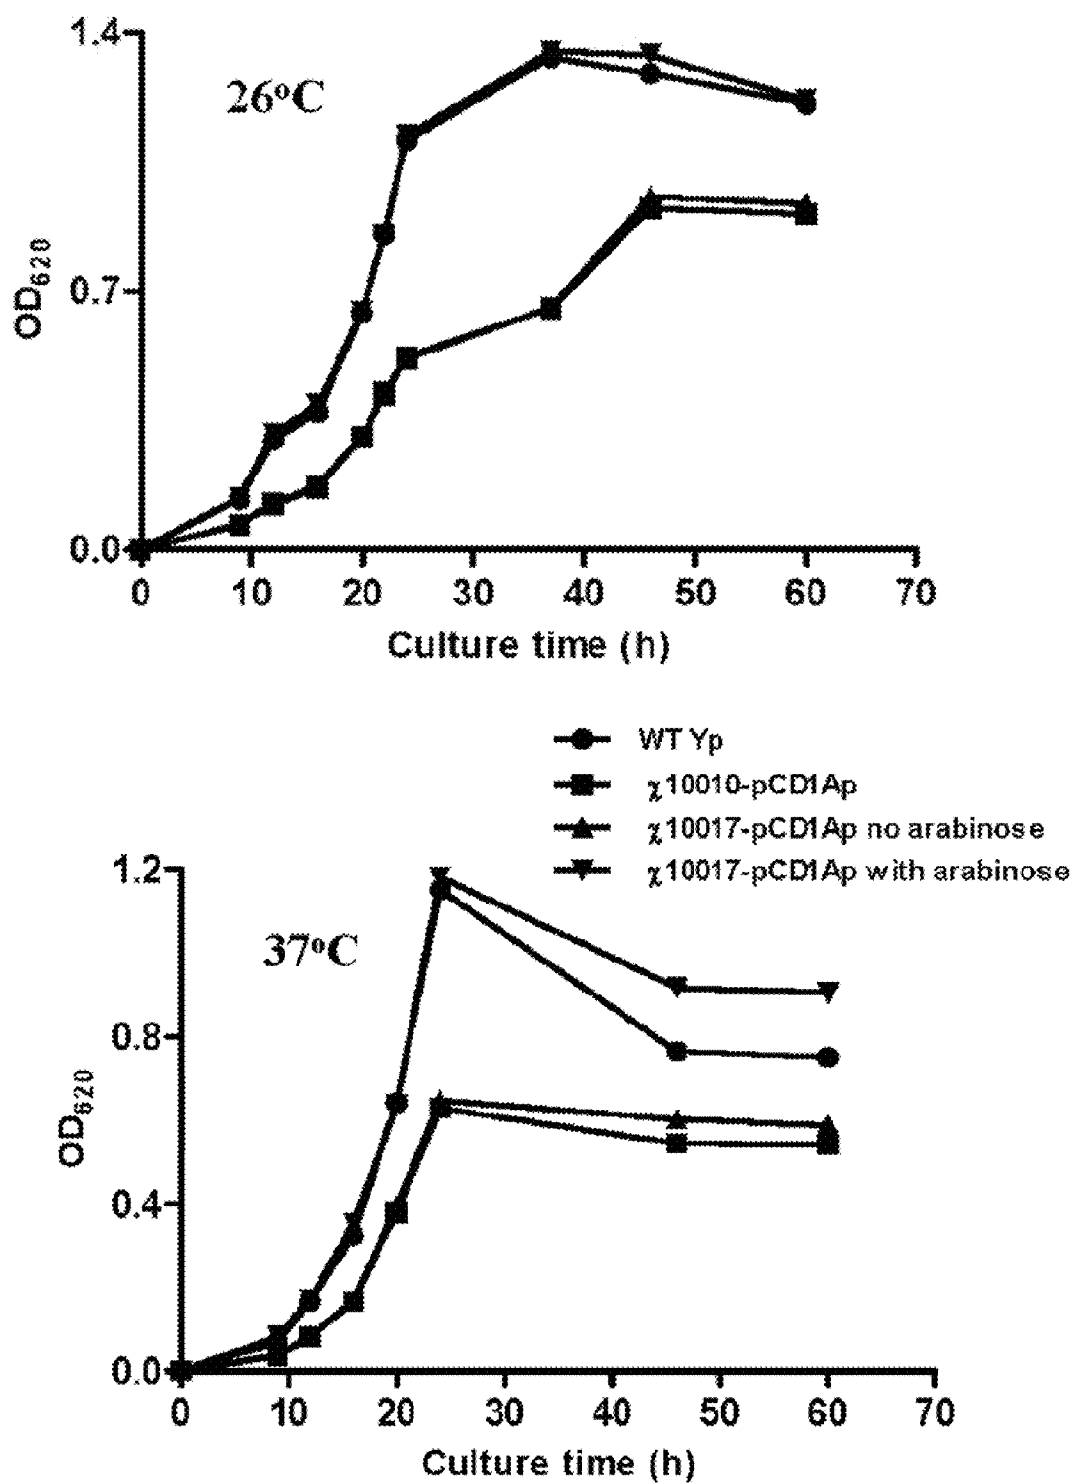 1.4
26°C
OD620
0.7
0.0
0 10 20 30 40 50 60 70
Culture time (h)
WT Yp
χ10010-pCD1Ap
χ10017-pCD1Ap no arabinose
χ10017-pCD1Ap with arabinose
1.2
37°C
0.8
OD620
0.4
0.0
0 10 20 30 40 50 60 70
Culture time (h)